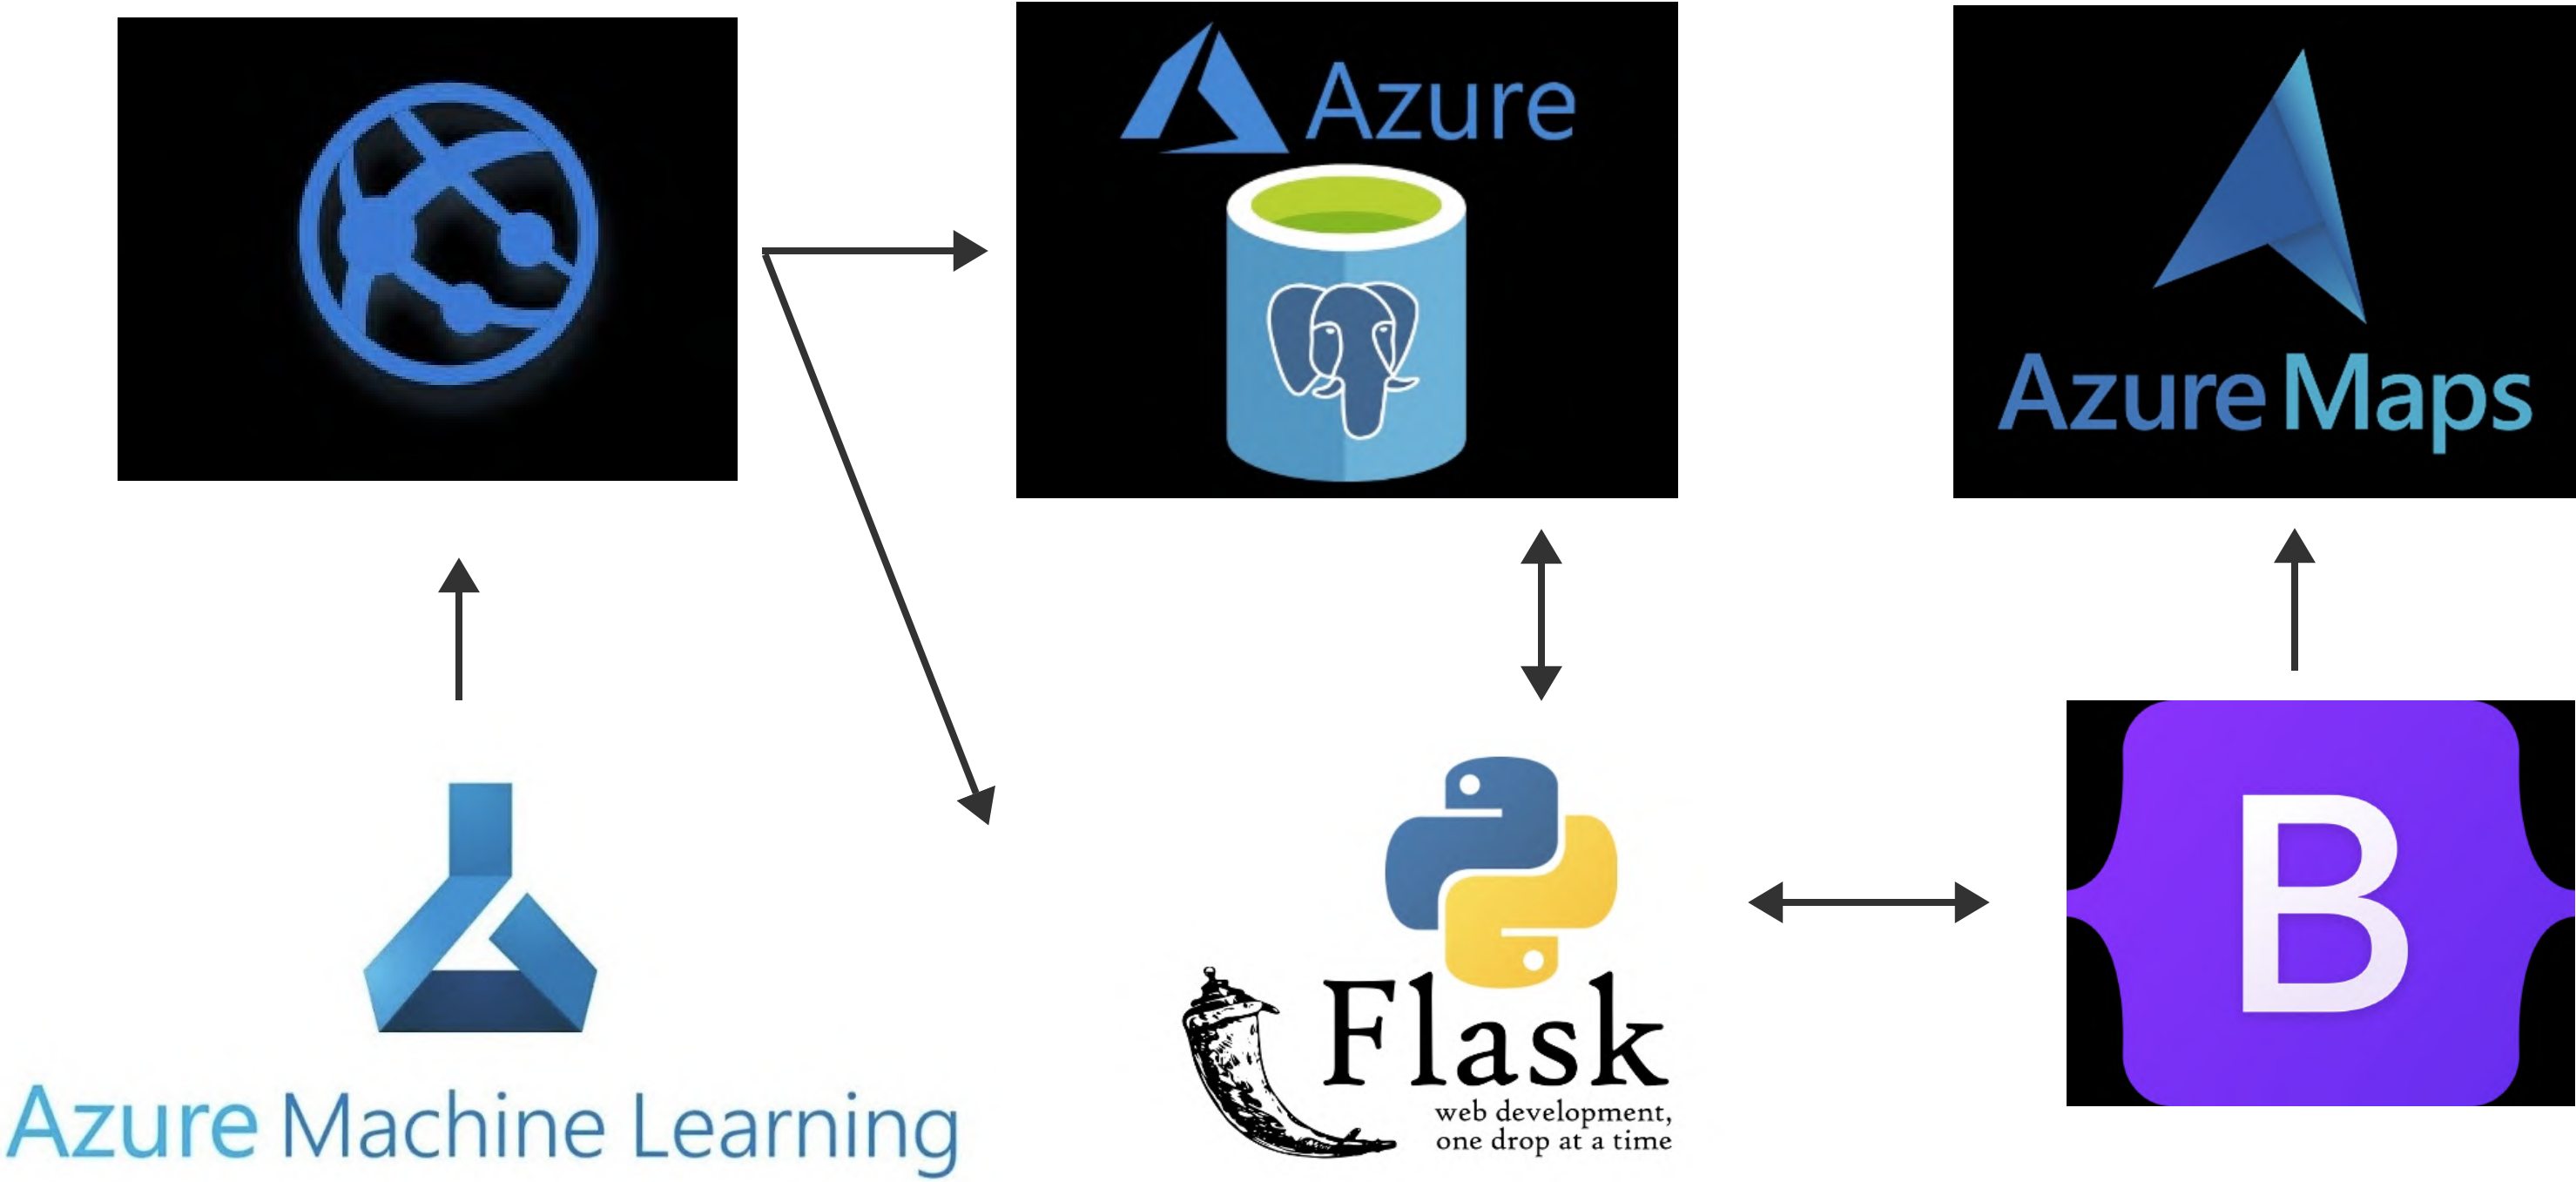 Azure
Azure Maps
Azure Machine Learning
Flask
web development,
one drop at a time
B